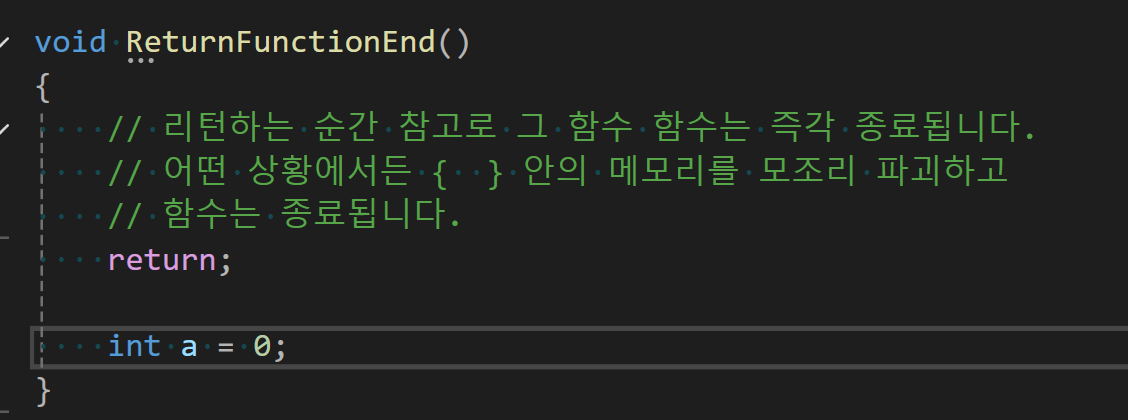 void ReturnFunctionEnd()
{
// 리턴하는 순간 참고로 그 함수 함수는 즉각 종료됩니다.
// 어떤 상황에서든 {  } 안의 메모리를 모조리 파괴하고
// 함수는 종료됩니다.
return;
int a = 0;
}